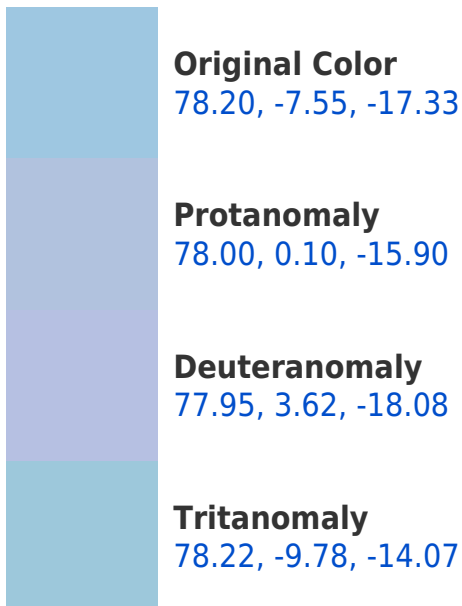 Original Color
78.20, -7.55, -17.33
Protanomaly
78.00, 0.10, -15.90
Deuteranomaly
77.95, 3.62, -18.08
Tritanomaly
78.22, -9.78, -14.07